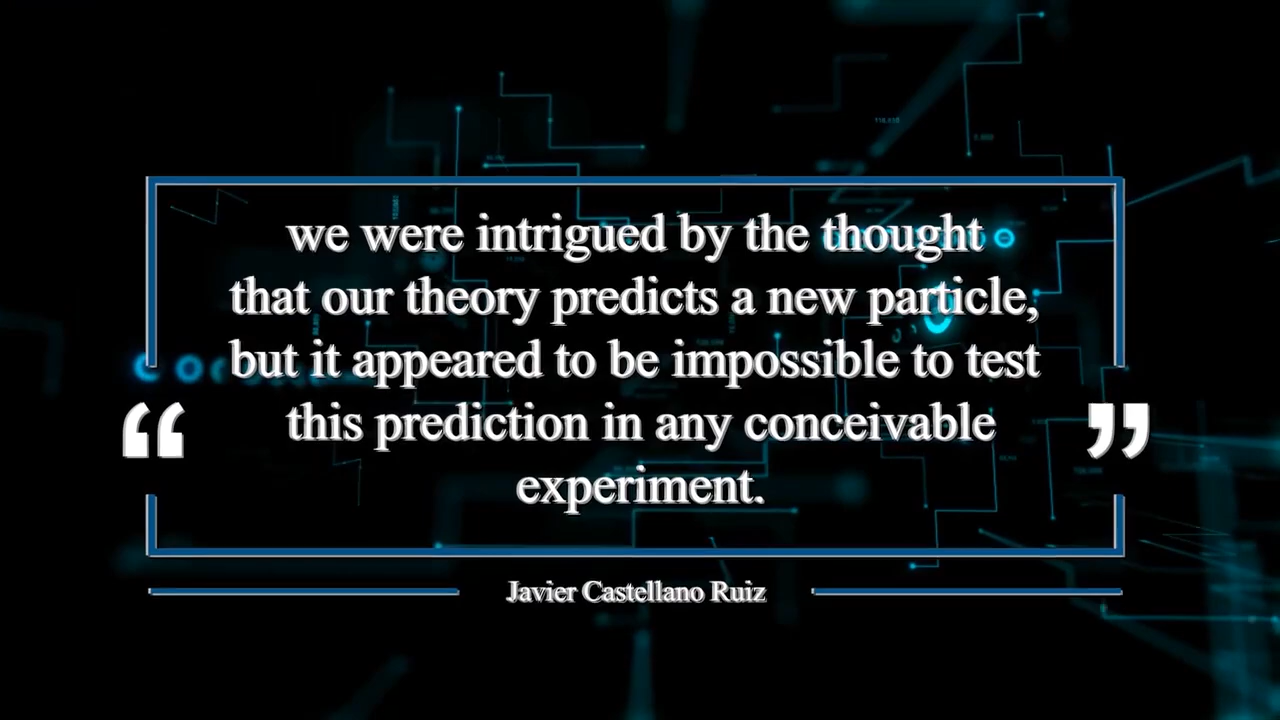 we were intrigued by the thought
that our theory predicts a new particle,
but it appeared to be impossible to test
this prediction in any conceivable
experiment.
“ ”
Javier Castellano Ruiz